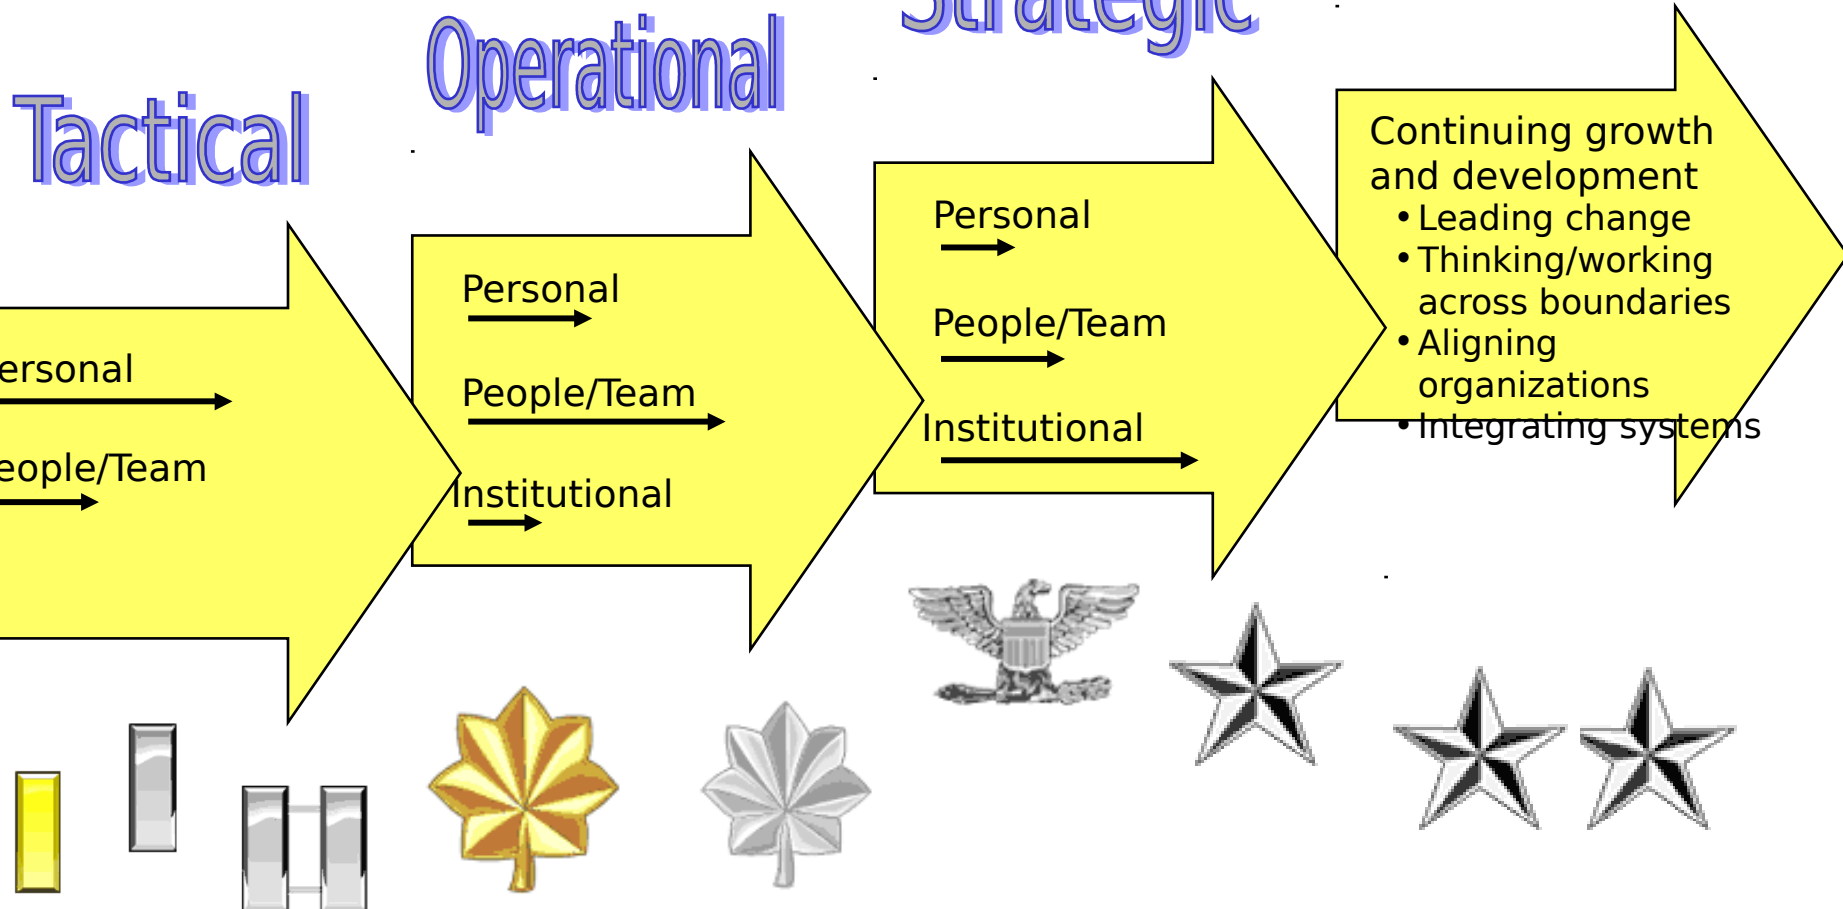 Strategic
Operational
Tactical
ersonal
eople/Team
Personal
People/Team
Institutional
Personal
People/Team
Institutional
Continuing growth
and development
•Leading change
•Thinking/working
across boundaries
•Aligning
organizations
•Integrating systems